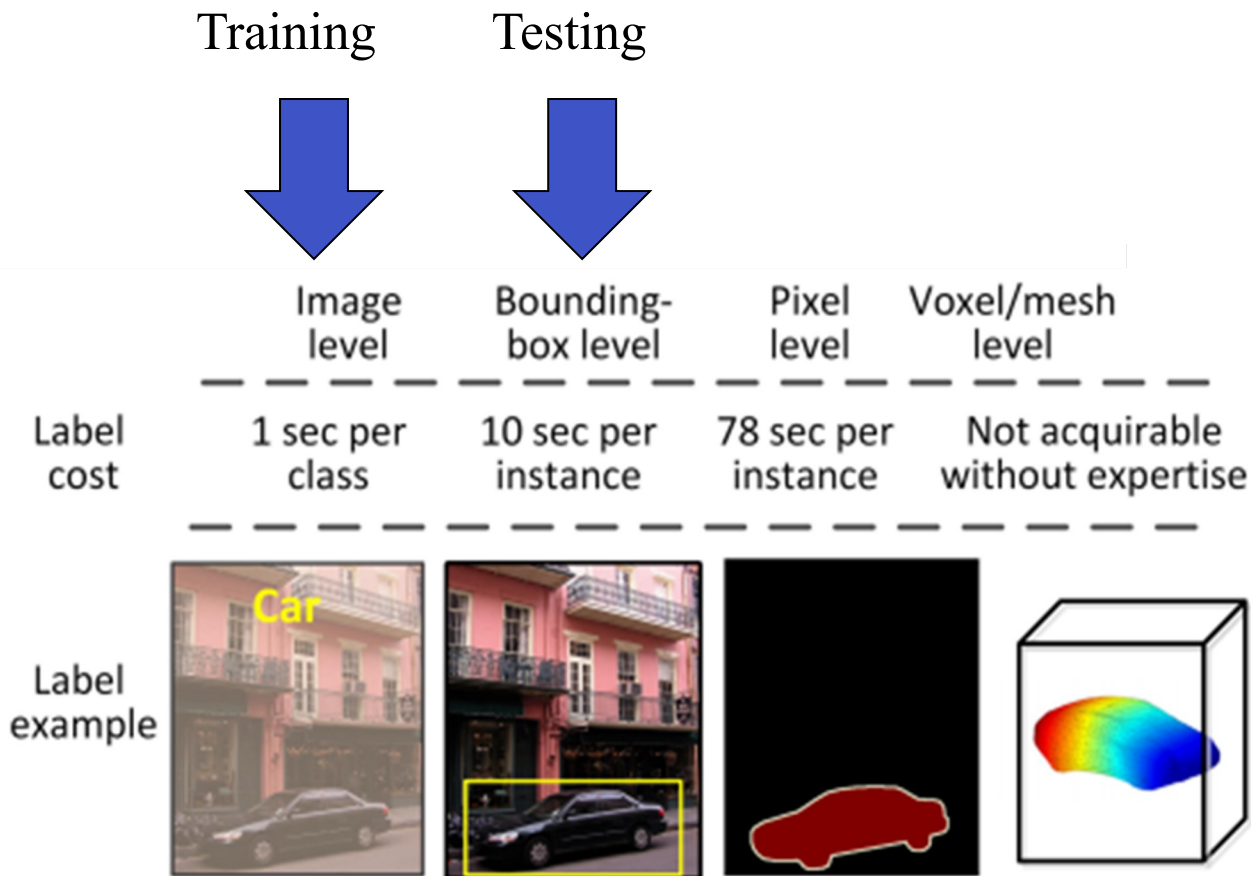 Training Testing
Image level
Bounding-box level
Pixel level
Voxel/mesh level
Label cost
1 sec per class
10 sec per instance
78 sec per instance
Not acquirable without expertise
Label example
Car